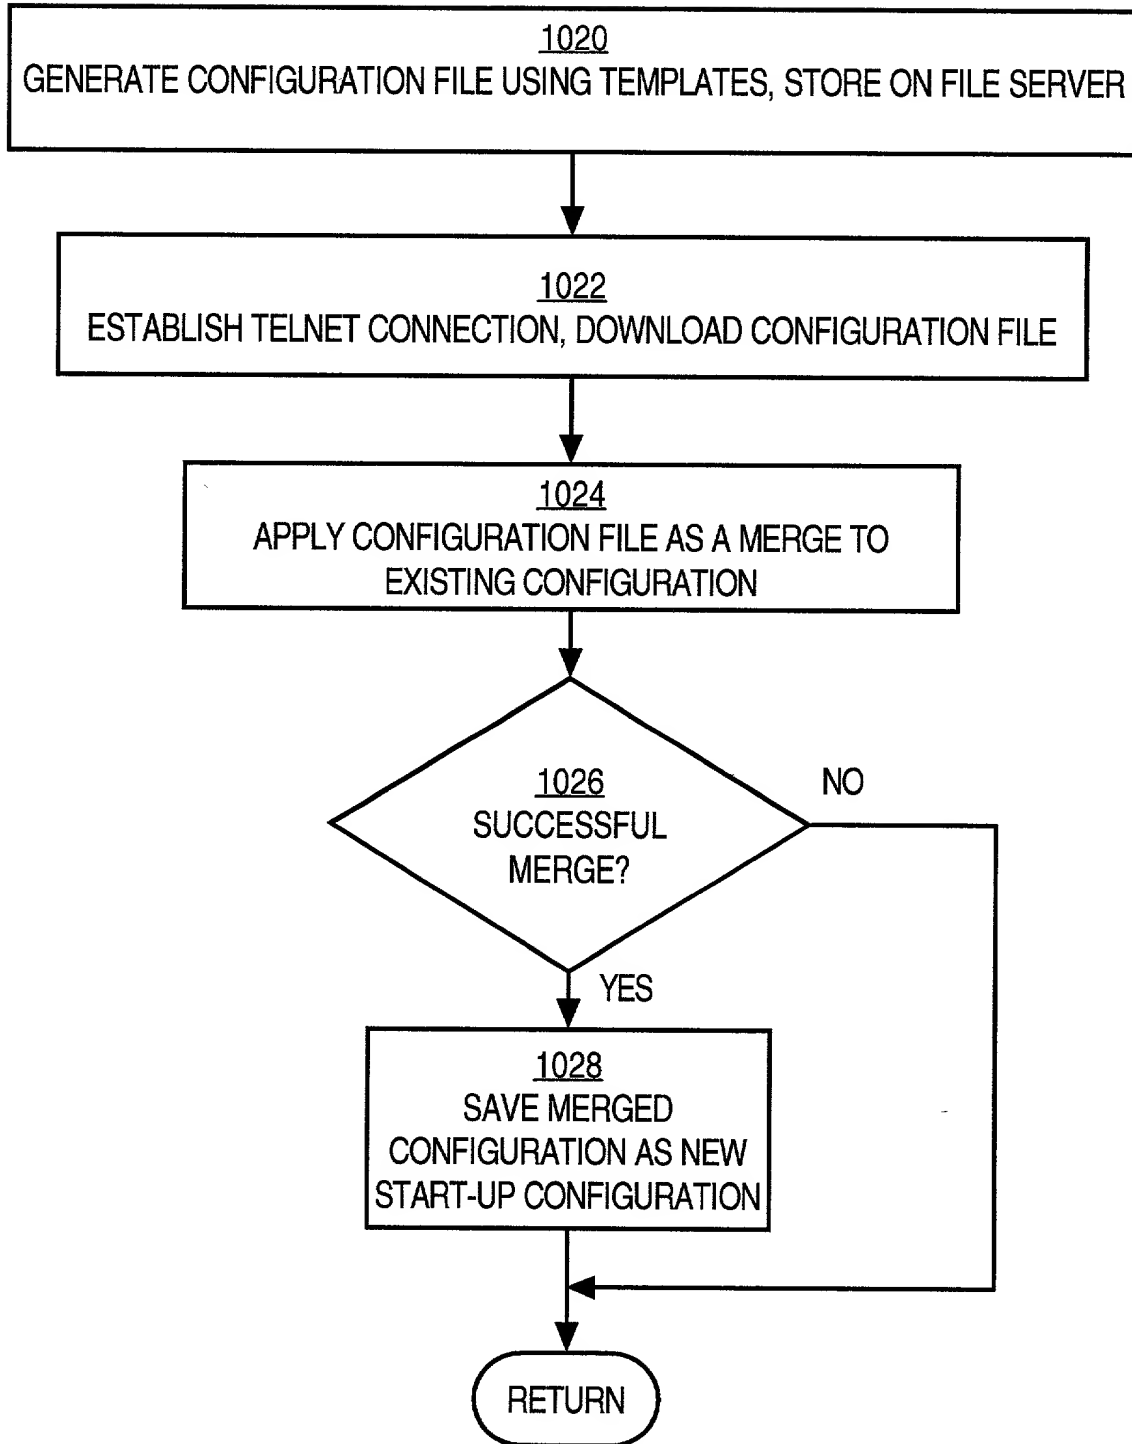 1020
GENERATE CONFIGURATION FILE USING TEMPLATES, STORE ON FILE SERVER
1022
ESTABLISH TELNET CONNECTION, DOWNLOAD CONFIGURATION FILE
1024
APPLY CONFIGURATION FILE AS A MERGE TO
EXISTING CONFIGURATION
1026
SUCCESSFUL
MERGE?
NO
YES
1028
SAVE MERGED
CONFIGURATION AS NEW
START-UP CONFIGURATION
RETURN